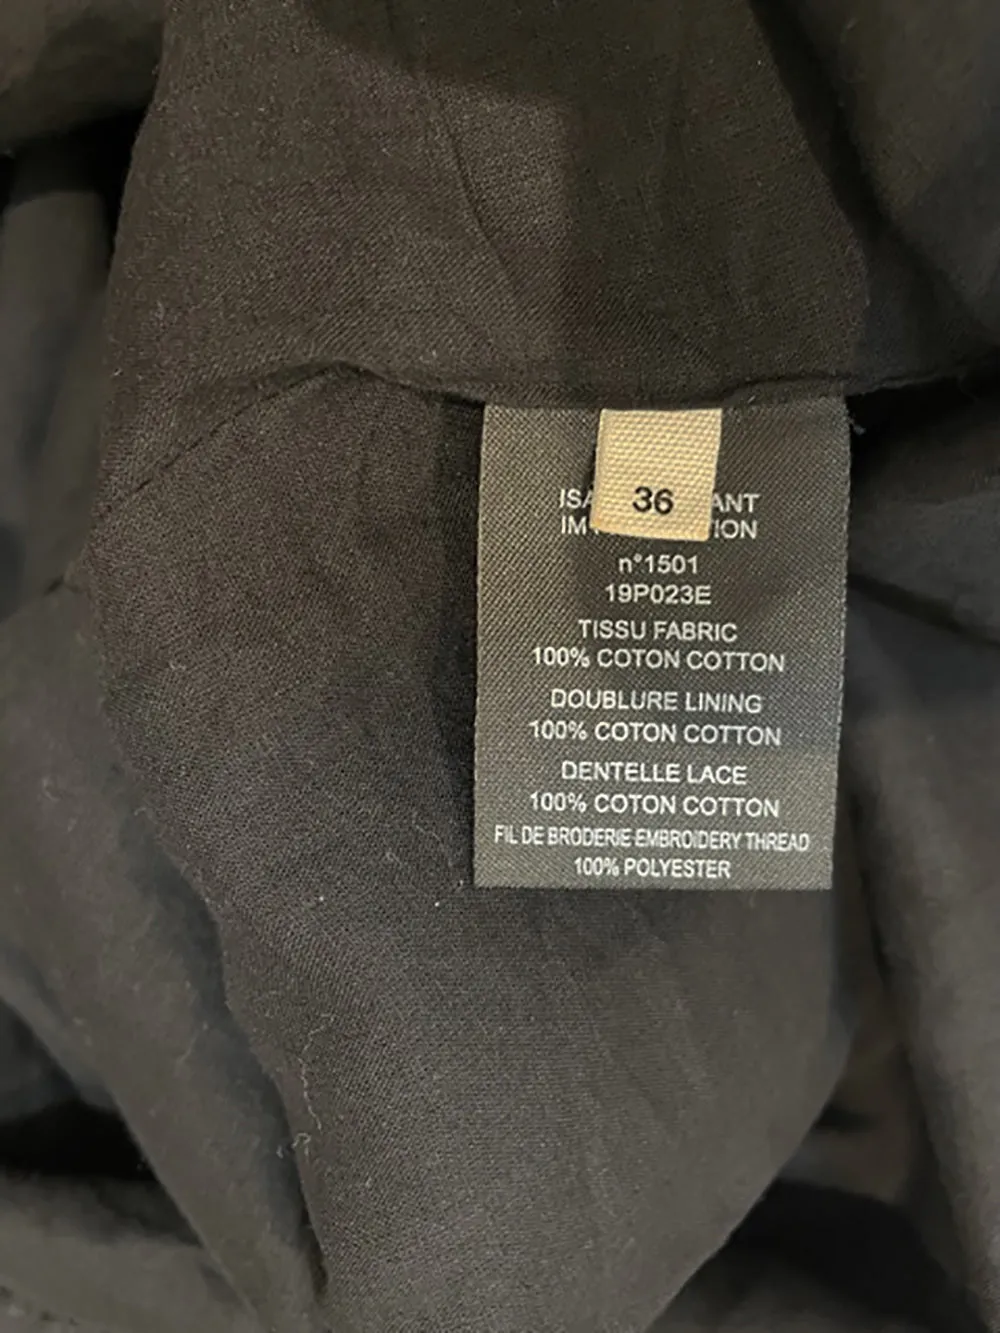 36
n°1501
19P023E
TISSU FABRIC
100% COTON COTTON
DOUBLURE LINING
100% COTON COTTON
DENTELLE LACE
100% COTON COTTON
FIL DE BRODERIE EMBROIDERY THREAD
100% POLYESTER